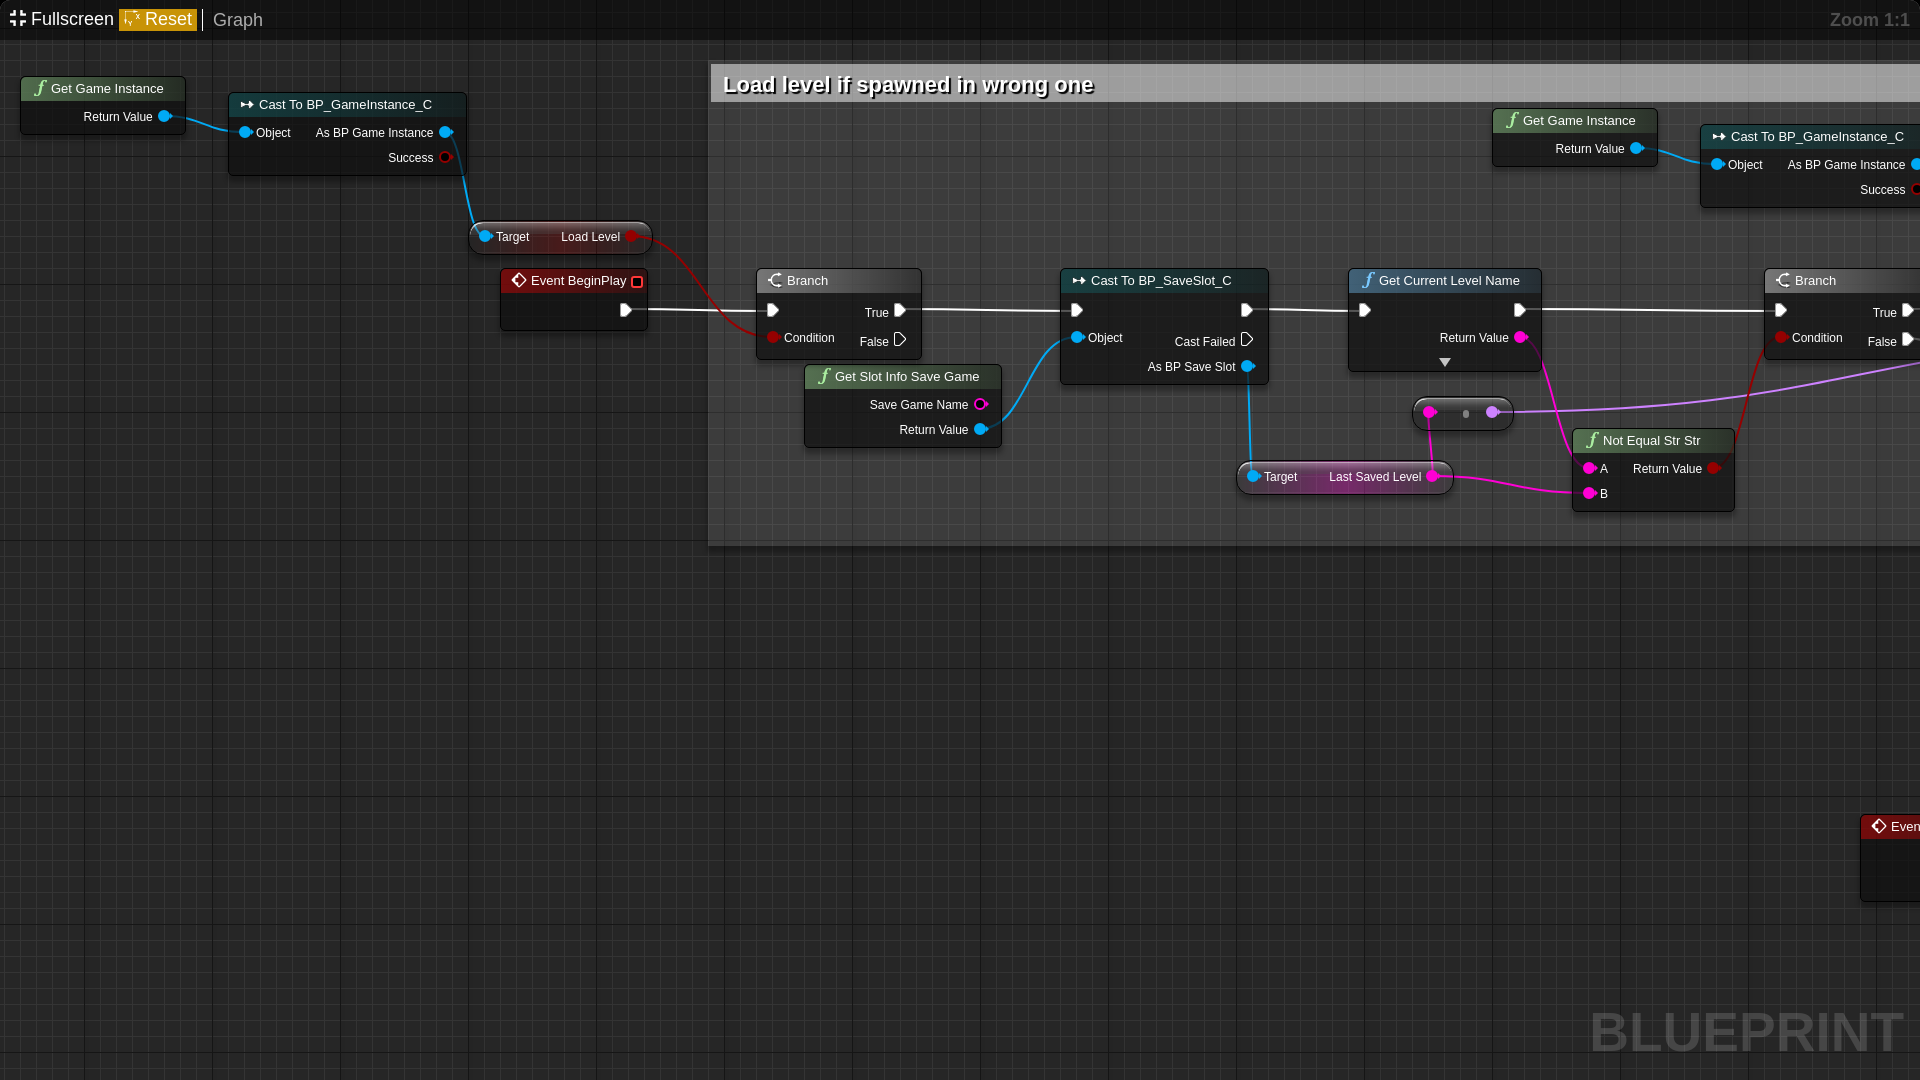 Fullscreen Reset Graph
Zoom 1:1
Load level if spawned in wrong one
Get Game Instance
Return Value
Cast To BP_GameInstance_C
Object As BP Game Instance
Success
Get Game Instance
Return Value
Cast To BP_GameInstance_C
Object As BP Game Instance
Success
Target Load Level
Event BeginPlay
Branch
True
Condition False
Get Slot Info Save Game
Save Game Name
Return Value
Cast To BP_SaveSlot_C
Object Cast Failed
As BP Save Slot
Get Current Level Name
Return Value
Target Last Saved Level
Not Equal Str Str
A Return Value
B
Branch
True
Condition False
Even
BLUEPRINT